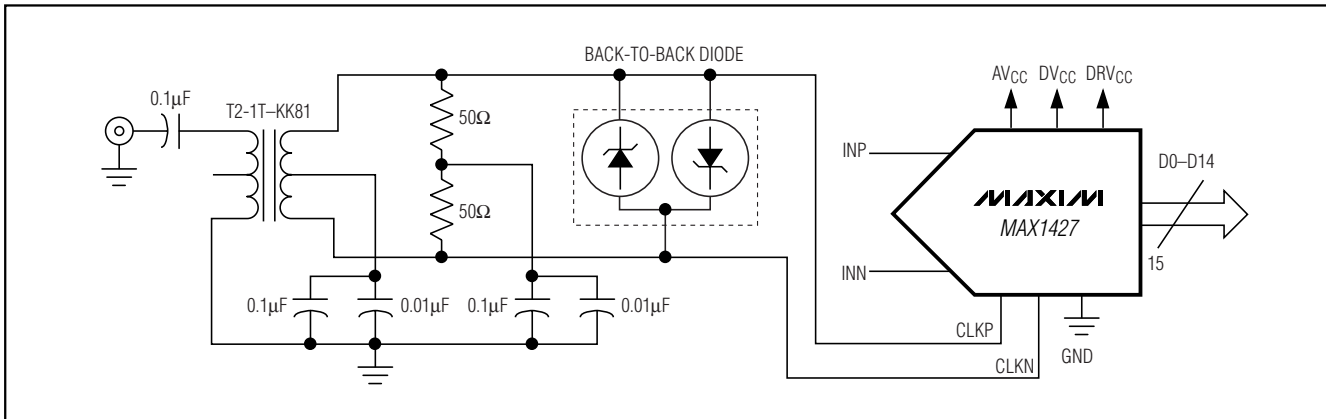 BACK-TO-BACK DIODE
AVCC DVCC DRVCC
0.1µF
T2-1T–KK81
50Ω
INP
D0–D14
MAXIM
MAX1427
50Ω
15
INN
0.1µF 0.01µF 0.1µF 0.01µF
CLKP
GND
CLKN